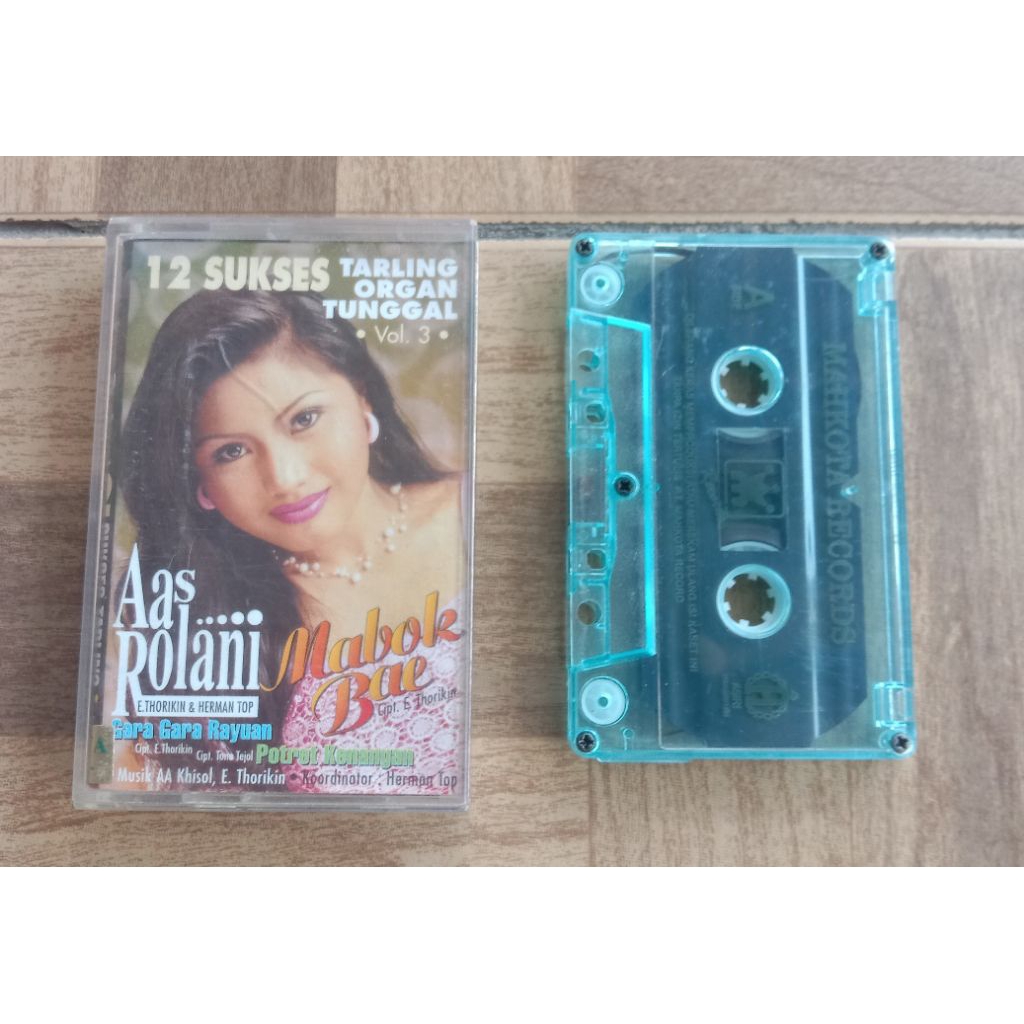 12 SUKSES
TARLING
ORGAN
TUNGGAL
• Vol. 3 •
Aas
Rolani
E.THORIKIN & HERMAN TOP
Mabok
Bae
Cipt. E. Thorikin
Gara Gara Rayuan
Cipt. E.Thorikin
Cipt. Tono Tejol
Potret Kenangan
Musik AA Khisol, E. Thorikin • Koordinator : Herman Top
A
A
MAHKOTA RECORDS